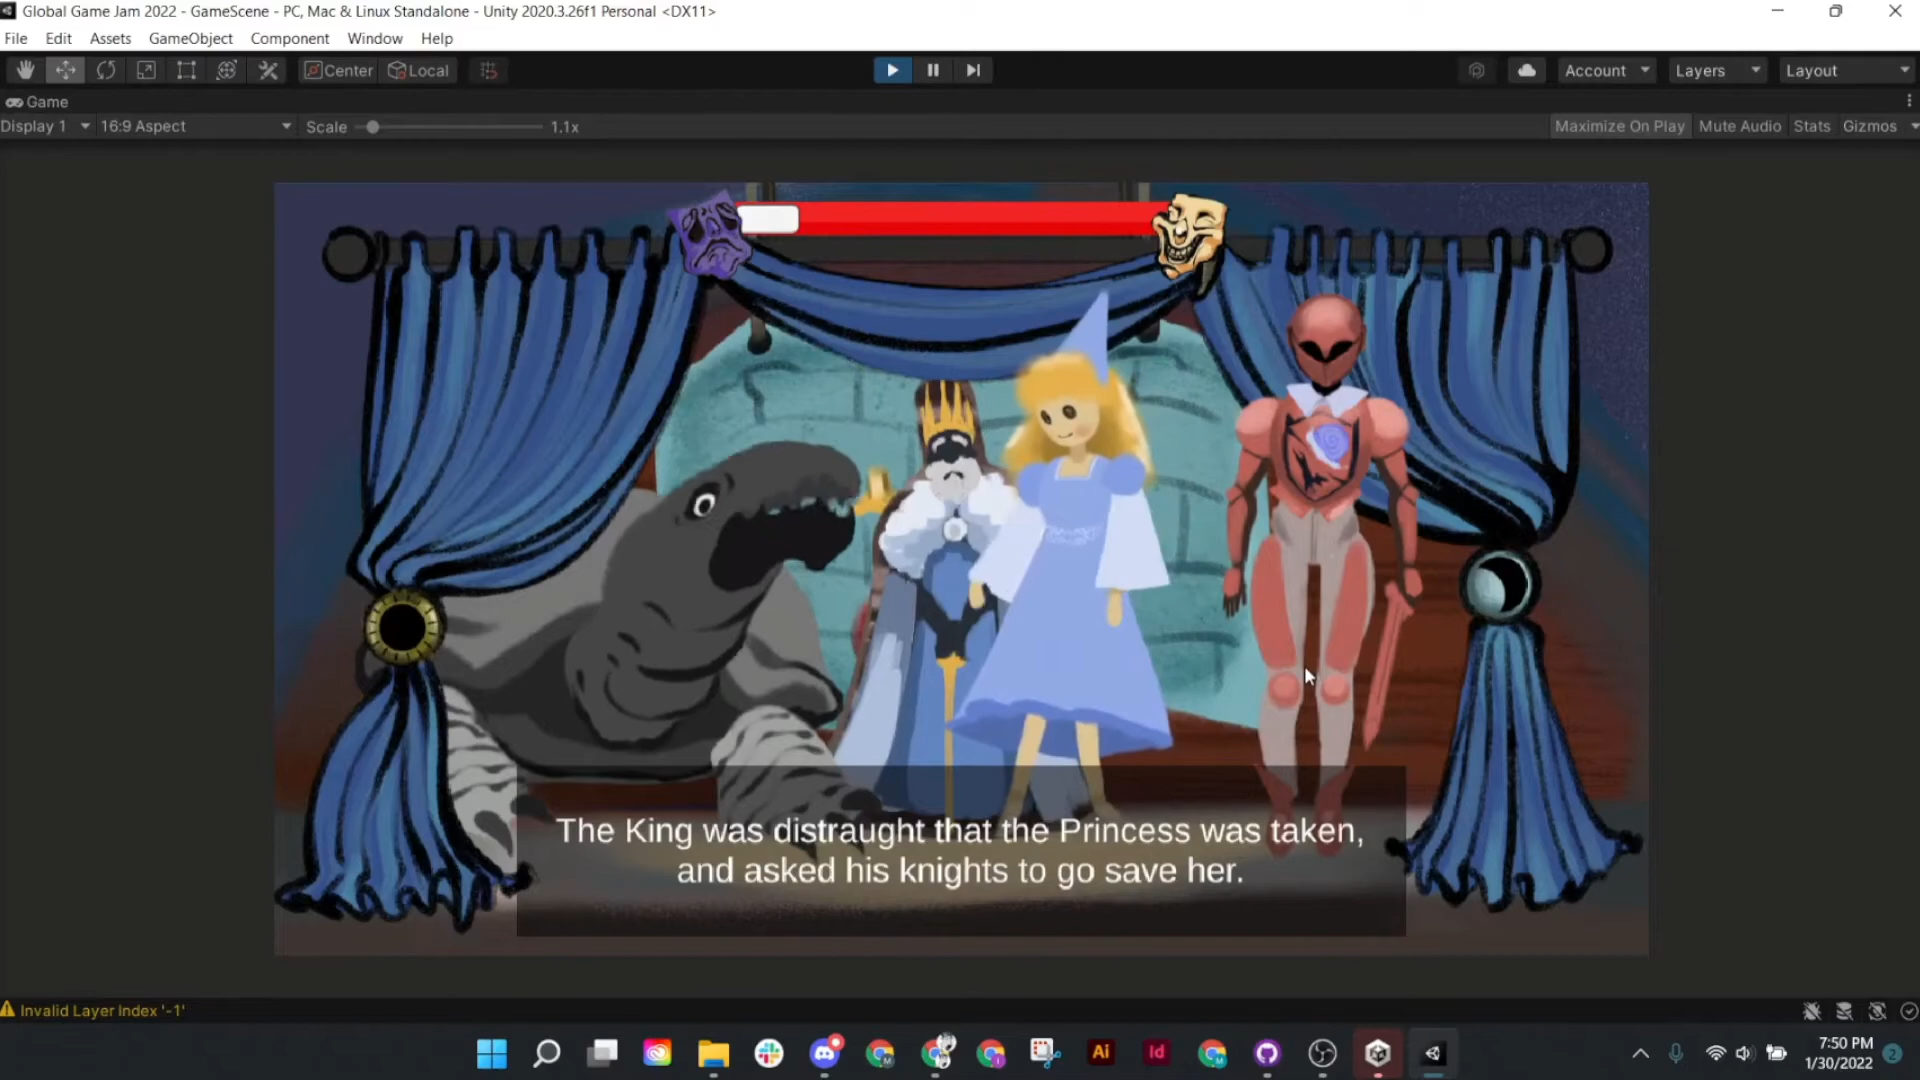 Global Game Jam 2022 - GameScene - PC, Mac & Linux Standalone - Unity 2020.3.26f1 Personal <DX11>
File Edit Assets GameObject Component Window Help
Center Local Account Layers Layout
Game
Display 1 16:9 Aspect Scale 1.1x Maximize On Play Mute Audio Stats Gizmos
The King was distraught that the Princess was taken,
and asked his knights to go save her.
Invalid Layer Index '-1'
Ai Id
7:50 PM
1/30/2022 2